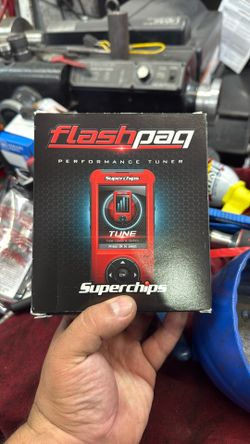 flashpaq
PERFORMANCE TUNER
Superchips
TUNE
Superchips